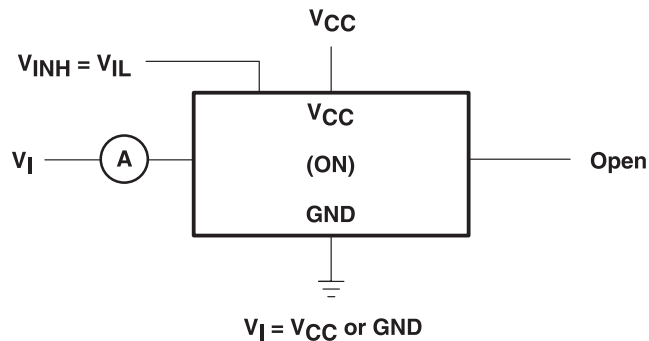 VCC
VINH = VIL
VCC
VI
A
(ON)
Open
GND
VI = VCC or GND